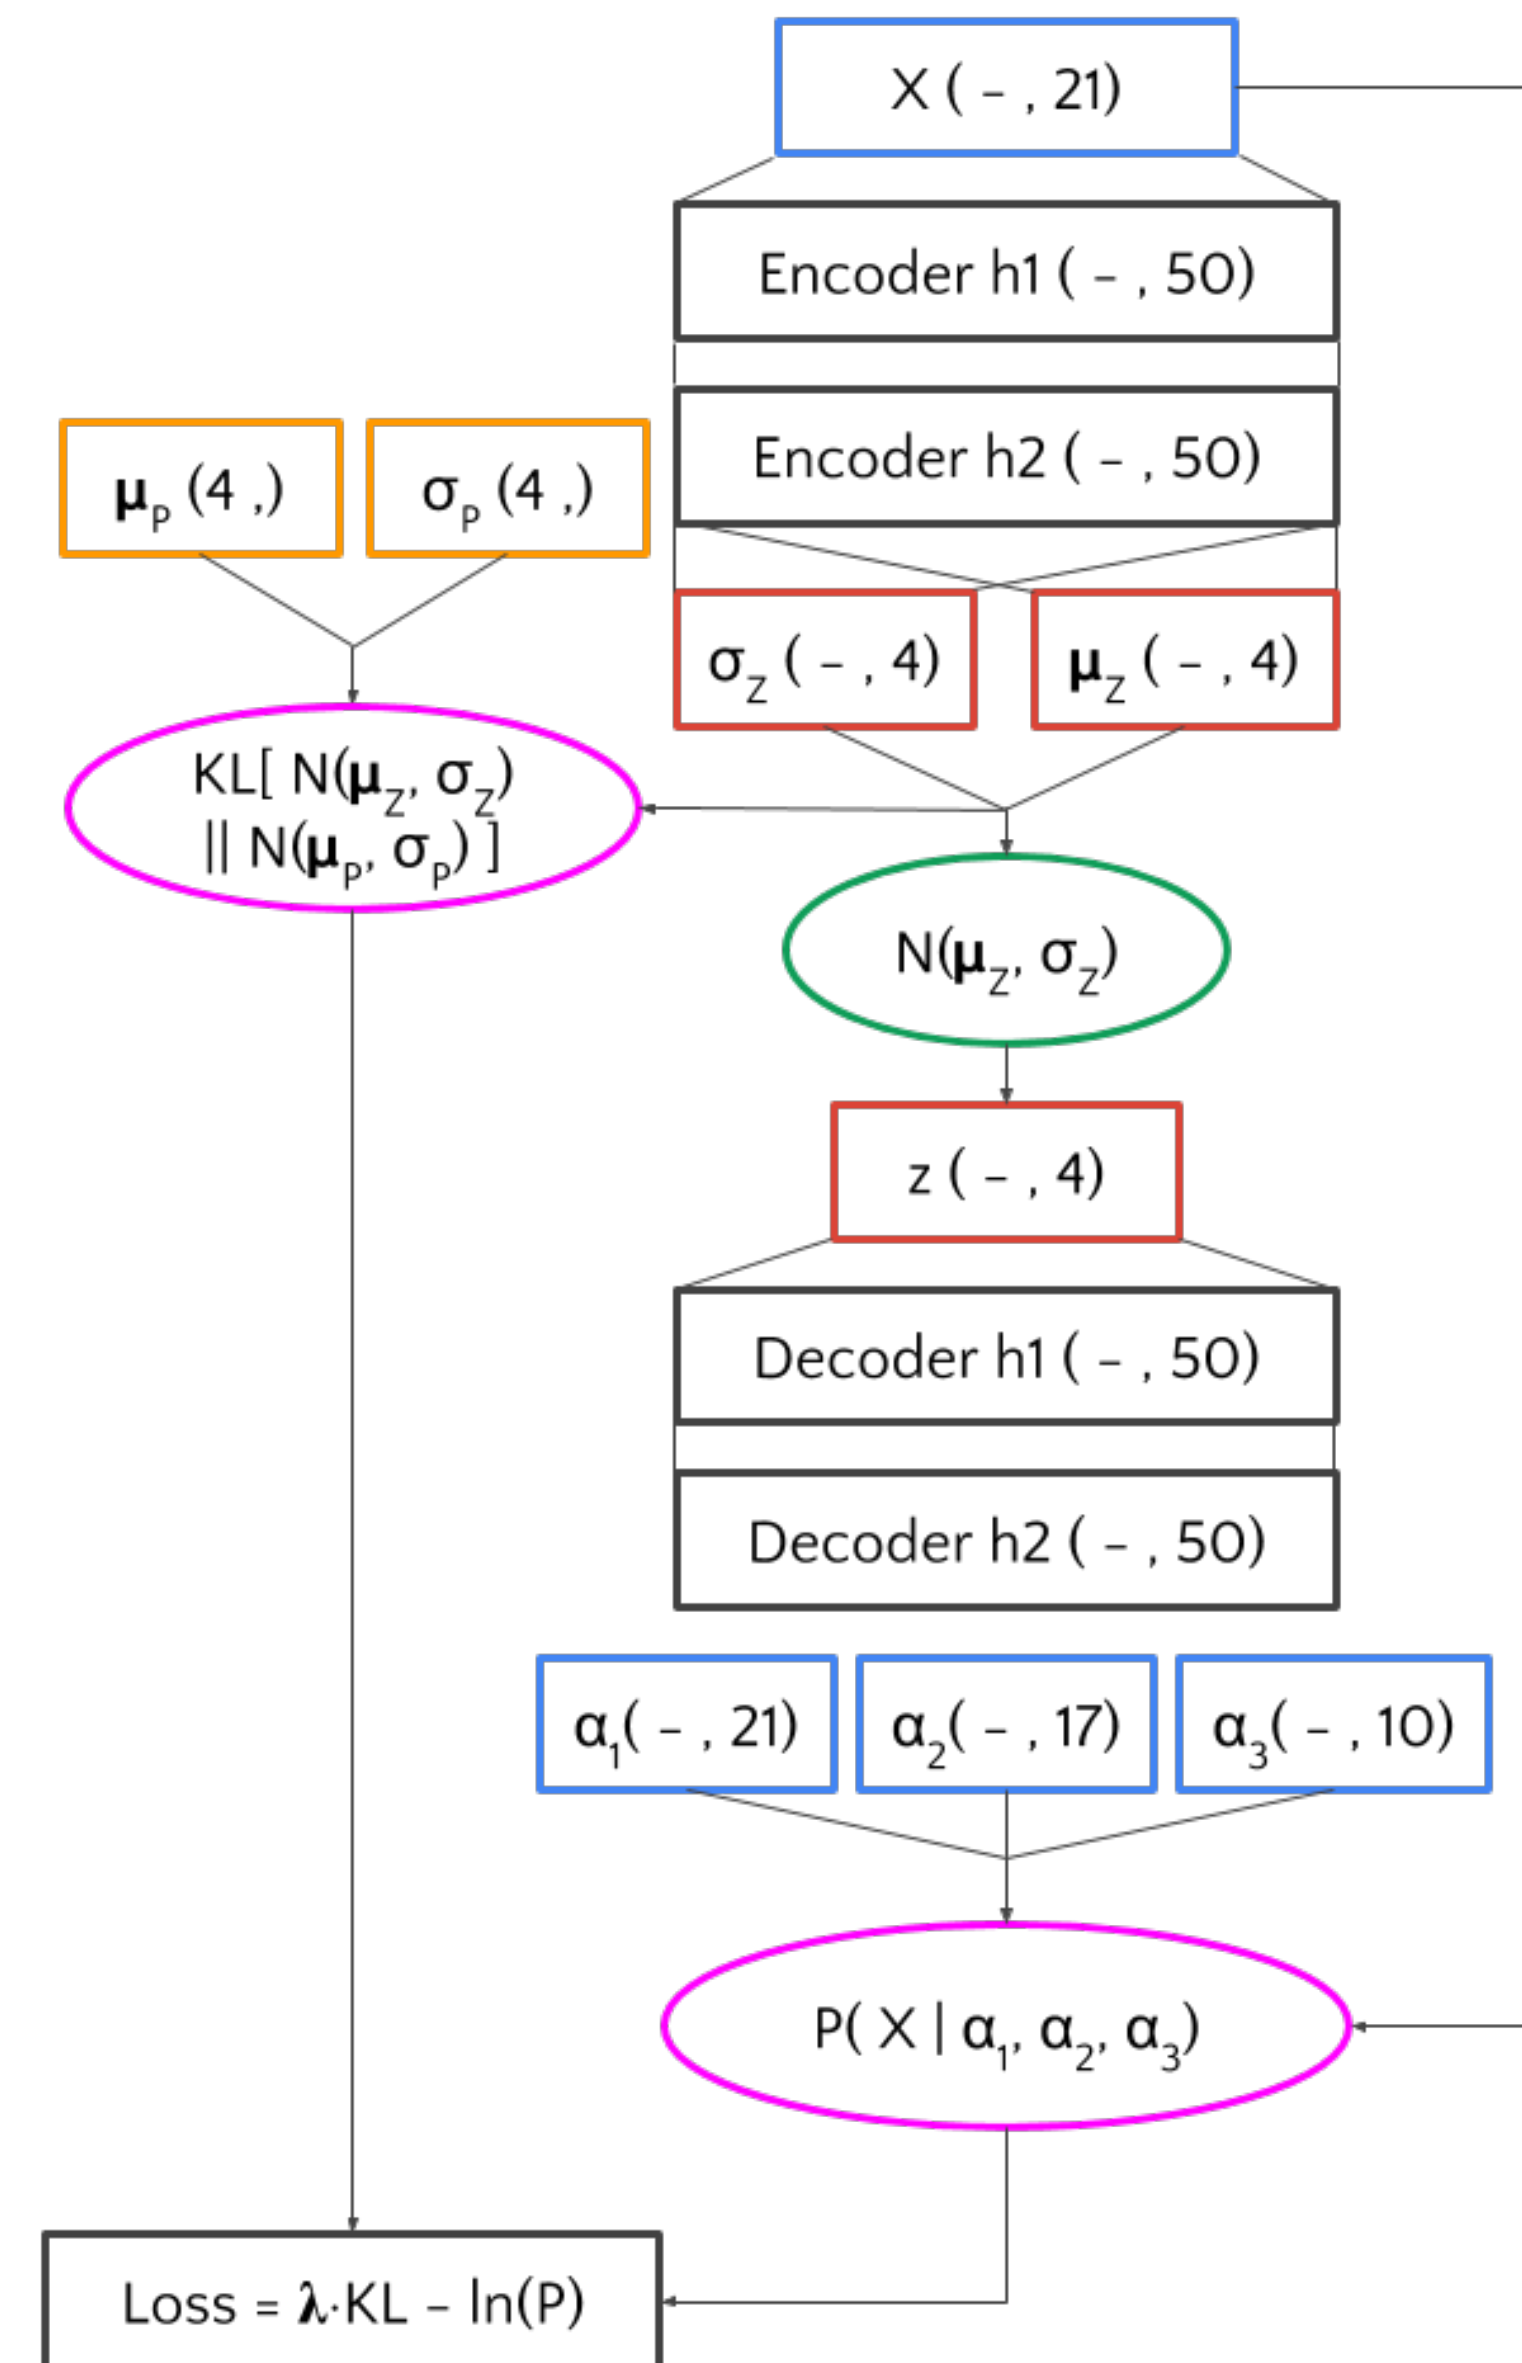 X ( – , 21)
Encoder h1 ( – , 50)
Encoder h2 ( – , 50)
μP (4 ,)
σP (4 ,)
σZ ( – , 4)
μZ ( – , 4)
KL[ N(μZ, σZ)
|| N(μP, σP) ]
N(μZ, σZ)
z ( – , 4)
Decoder h1 ( – , 50)
Decoder h2 ( – , 50)
α1( – , 21)
α2( – , 17)
α3( – , 10)
P( X | α1, α2, α3)
Loss = λ·KL – ln(P)